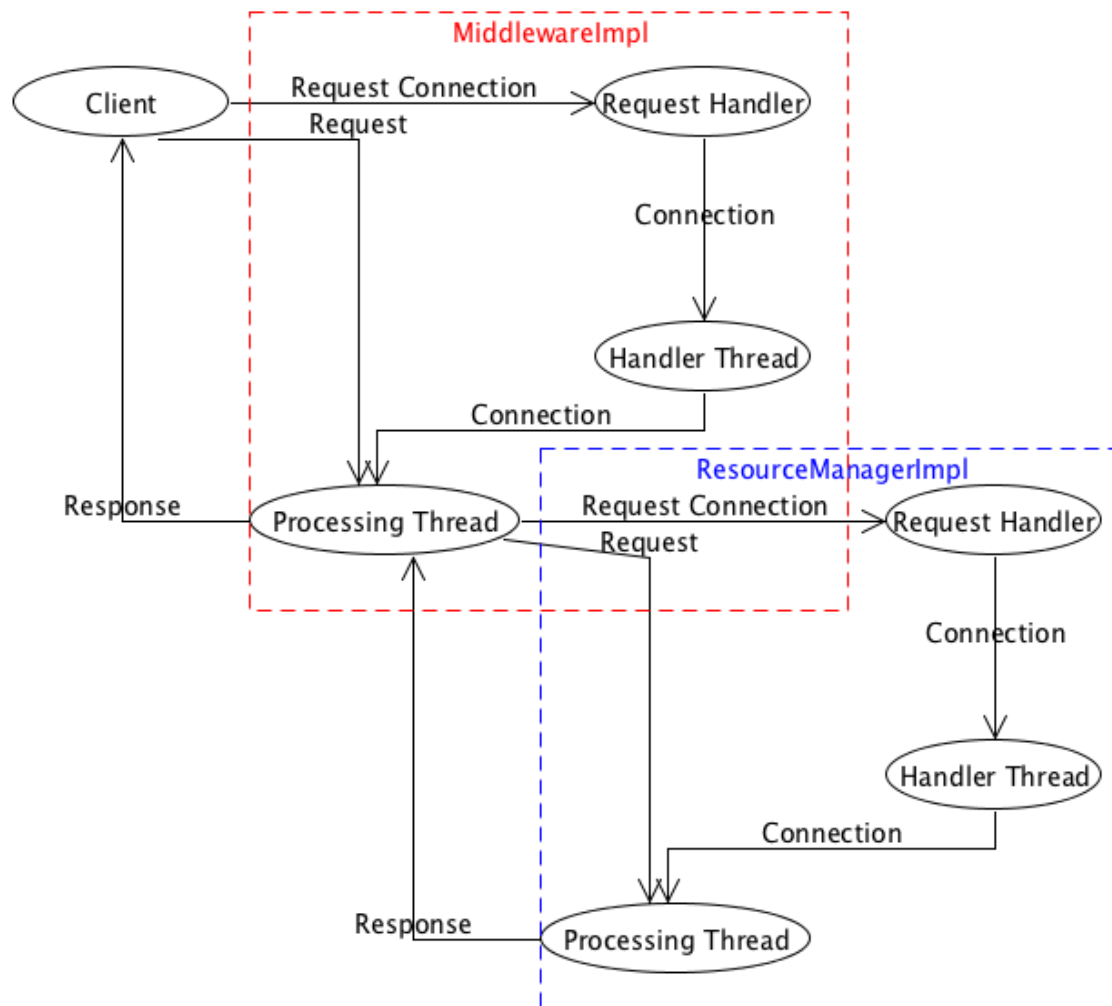 MiddlewareImpl
Client
Request Connection
Request Handler
Request
Connection
Handler Thread
Connection
ResourceManagerImpl
Response
Processing Thread
Request Connection
Request Handler
Request
Connection
Handler Thread
Connection
Response
Processing Thread